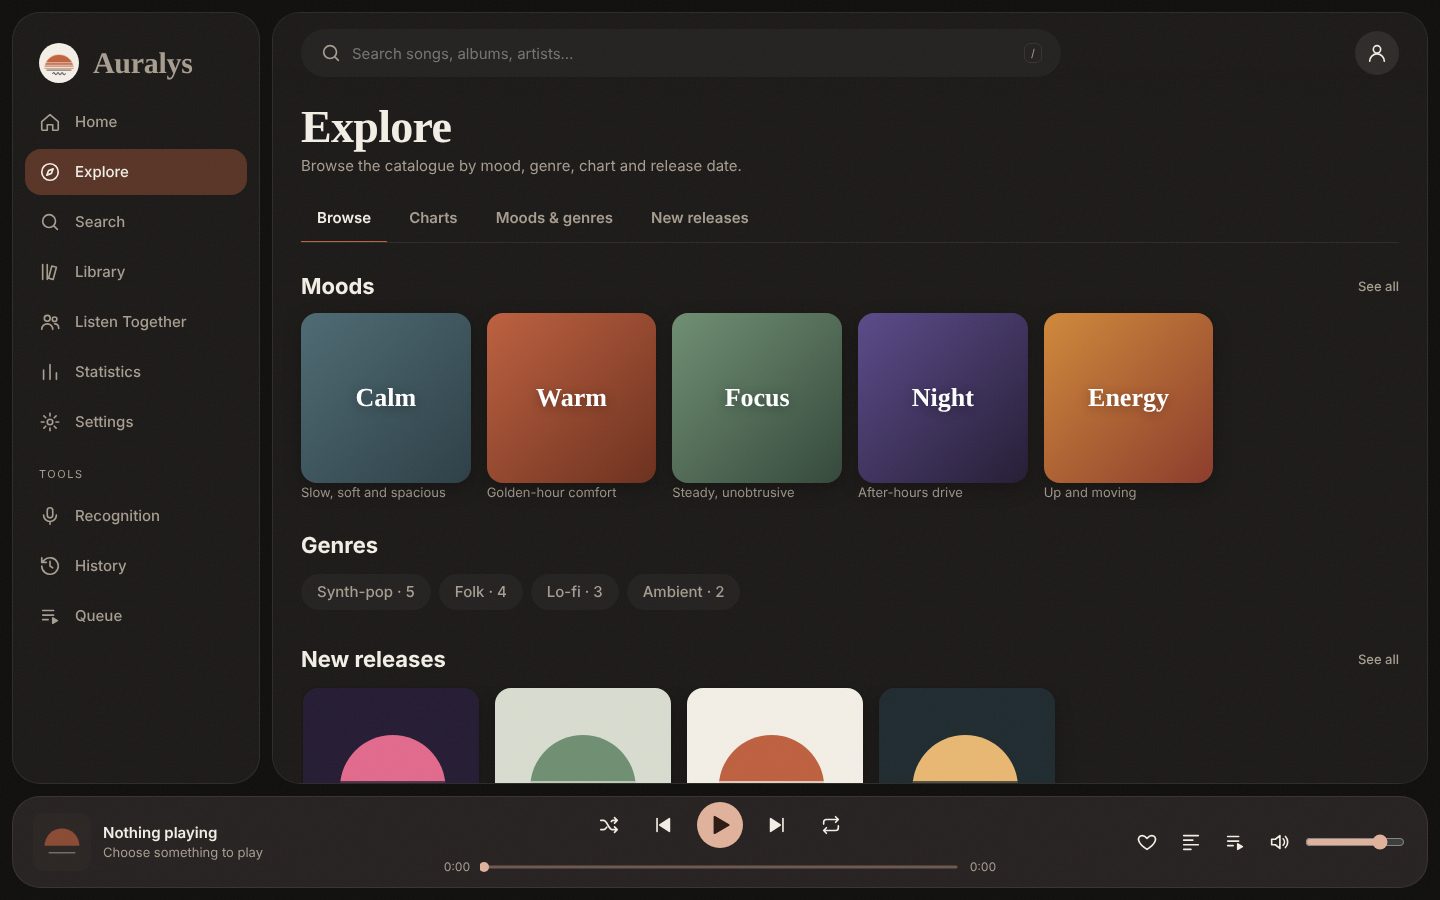 Auralys
Home
Explore
Search
Library
Listen Together
Statistics
Settings
TOOLS
Recognition
History
Queue
Search songs, albums, artists...
/
Explore
Browse the catalogue by mood, genre, chart and release date.
Browse
Charts
Moods & genres
New releases
Moods
See all
Calm
Warm
Focus
Night
Energy
Slow, soft and spacious
Golden-hour comfort
Steady, unobtrusive
After-hours drive
Up and moving
Genres
Synth-pop · 5
Folk · 4
Lo-fi · 3
Ambient · 2
New releases
See all
Nothing playing
Choose something to play
0:00
0:00